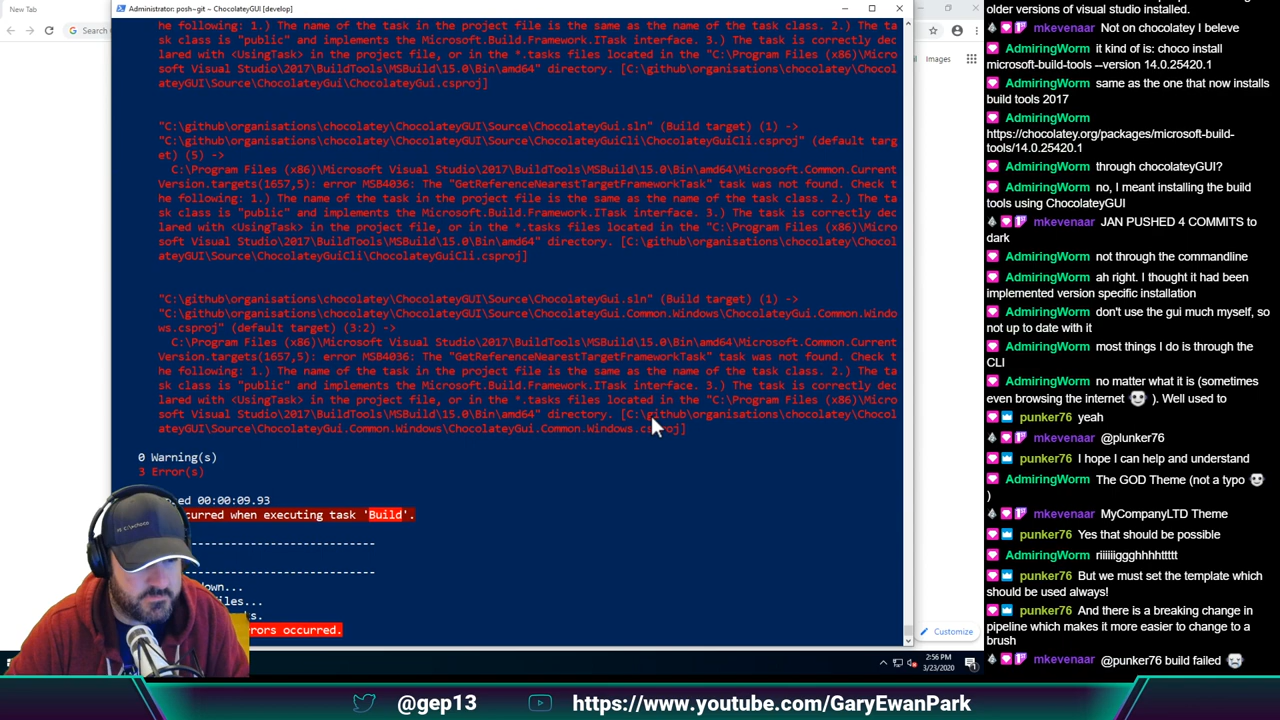 New Tab
Administrator: posh~git ~ ChocolateyGUI [develop]
Search
Images
he following: 1.) The name of the task in the project file is the same as the name of the task class. 2.) The ta
sk class is "public" and implements the Microsoft.Build.Framework.ITask interface. 3.) The task is correctly dec
lared with <UsingTask> in the project file, or in the *.tasks files located in the "C:\Program Files (x86)\Micro
soft Visual Studio\2017\BuildTools\MSBuild\15.0\Bin\amd64" directory. [C:\github\organisations\chocolatey\Chocol
ateyGUI\Source\ChocolateyGui\ChocolateyGui.csproj]
"C:\github\organisations\chocolatey\ChocolateyGUI\Source\ChocolateyGui.sln" (Build target) (1) ->
"C:\github\organisations\chocolatey\ChocolateyGUI\Source\ChocolateyGuiCli\ChocolateyGuiCli.csproj" (default targ
et) (5) ->
C:\Program Files (x86)\Microsoft Visual Studio\2017\BuildTools\MSBuild\15.0\Bin\amd64\Microsoft.Common.Current
Version.targets(1657,5): error MSB4036: The "GetReferenceNearestTargetFrameworkTask" task was not found. Check t
he following: 1.) The name of the task in the project file is the same as the name of the task class. 2.) The ta
sk class is "public" and implements the Microsoft.Build.Framework.ITask interface. 3.) The task is correctly dec
lared with <UsingTask> in the project file, or in the *.tasks files located in the "C:\Program Files (x86)\Micro
soft Visual Studio\2017\BuildTools\MSBuild\15.0\Bin\amd64" directory. [C:\github\organisations\chocolatey\Chocol
ateyGUI\Source\ChocolateyGuiCli\ChocolateyGuiCli.csproj]
"C:\github\organisations\chocolatey\ChocolateyGUI\Source\ChocolateyGui.sln" (Build target) (1) ->
"C:\github\organisations\chocolatey\ChocolateyGUI\Source\ChocolateyGui.Common.Windows\ChocolateyGui.Common.Windo
ws.csproj" (default target) (3:2) ->
C:\Program Files (x86)\Microsoft Visual Studio\2017\BuildTools\MSBuild\15.0\Bin\amd64\Microsoft.Common.Current
Version.targets(1657,5): error MSB4036: The "GetReferenceNearestTargetFrameworkTask" task was not found. Check t
he following: 1.) The name of the task in the project file is the same as the name of the task class. 2.) The ta
sk class is "public" and implements the Microsoft.Build.Framework.ITask interface. 3.) The task is correctly dec
lared with <UsingTask> in the project file, or in the *.tasks files located in the "C:\Program Files (x86)\Micro
soft Visual Studio\2017\BuildTools\MSBuild\15.0\Bin\amd64" directory. [C:\github\organisations\chocolatey\Chocol
ateyGUI\Source\ChocolateyGui.Common.Windows\ChocolateyGui.Common.Windows.csproj]
0 Warning(s)
3 Error(s)
00:00:09.93
curred when executing task 'Build'.
----------------------------
----------------------------
own...
iles...
s.
errors occurred.
Customize
2:56 PM
3/23/2020
1
older versions of visual studio installed.
mkevenaar Not on chocolatey I beleve
AdmiringWorm it kind of is: choco install
microsoft-build-tools --version 14.0.25420.1
AdmiringWorm same as the one that now installs
build tools 2017
AdmiringWorm
https://chocolatey.org/packages/microsoft-build-
tools/14.0.25420.1
mkevenaar through chocolateyGUI?
mkevenaar no, I meant installing the build
tools using ChocolateyGUI
mkevenaar JAN PUSHED 4 COMMITS to
dark
mkevenaar not through the commandline
AdmiringWorm ah right. I thought it had been
implemented version specific installation
AdmiringWorm don't use the gui much myself, so
not up to date with it
AdmiringWorm most things I do is through the
CLI
AdmiringWorm no matter what it is (sometimes
even browsing the internet ). Well used to
punker76 yeah
mkevenaar @plunker76
punker76 I hope I can help and understand
AdmiringWorm The GOD Theme (not a typo
)
mkevenaar MyCompanyLTD Theme
punker76 Yes that should be possible
AdmiringWorm riiiiiiggghhhhttttt
punker76 But we must set the template which
should be used always!
punker76 And there is a breaking change in
pipeline which makes it more easier to change to a
brush
mkevenaar @punker76 build failed
@gep13
https://www.youtube.com/GaryEwanPark